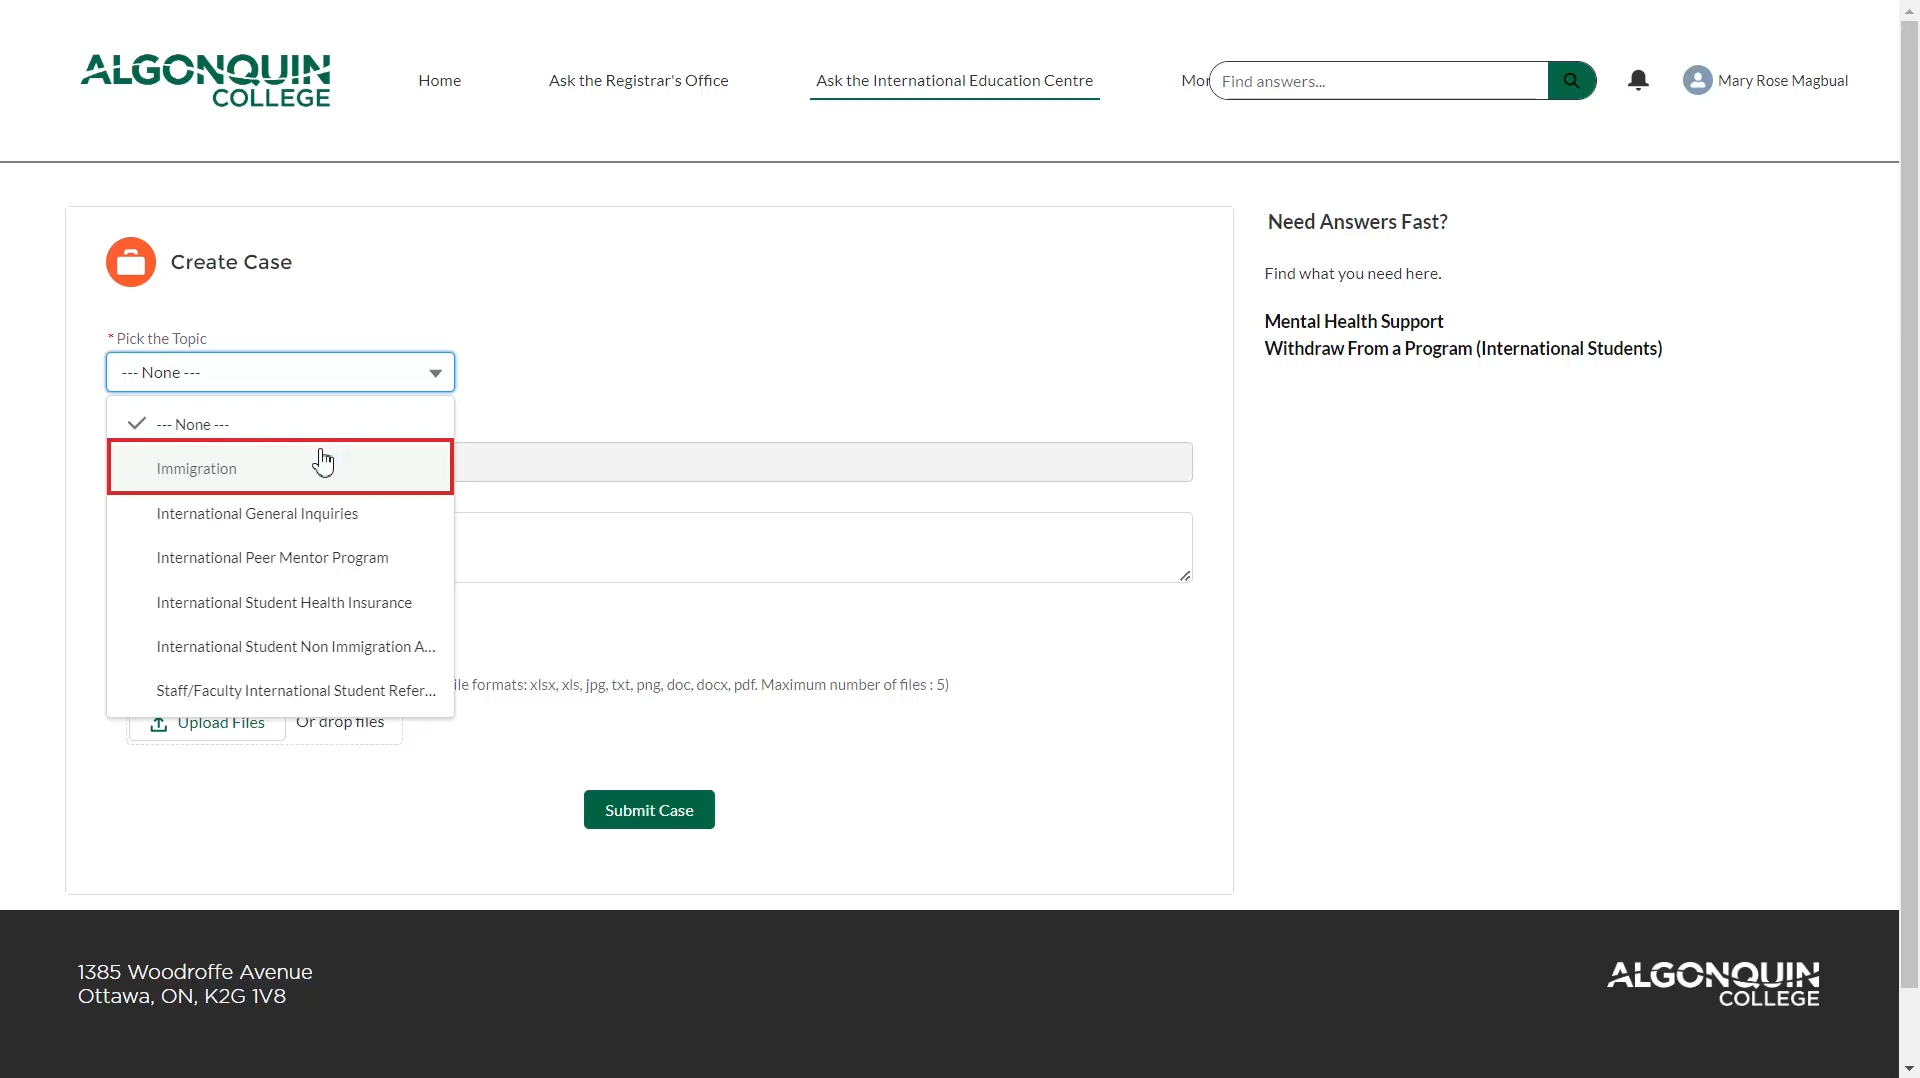 ALGONQUIN
COLLEGE
Home
Ask the Registrar's Office
Ask the International Education Centre
Mor
Find answers...
Mary Rose Magbual
Create Case
* Pick the Topic
--- None ---
--- None ---
Immigration
International General Inquiries
International Peer Mentor Program
International Student Health Insurance
International Student Non Immigration A...
Staff/Faculty International Student Refer...
ile formats: xlsx, xls, jpg, txt, png, doc, docx, pdf. Maximum number of files : 5)
Upload Files
Or drop files
Submit Case
Need Answers Fast?
Find what you need here.
Mental Health Support
Withdraw From a Program (International Students)
1385 Woodroffe Avenue
Ottawa, ON, K2G 1V8
ALGONQUIN
COLLEGE